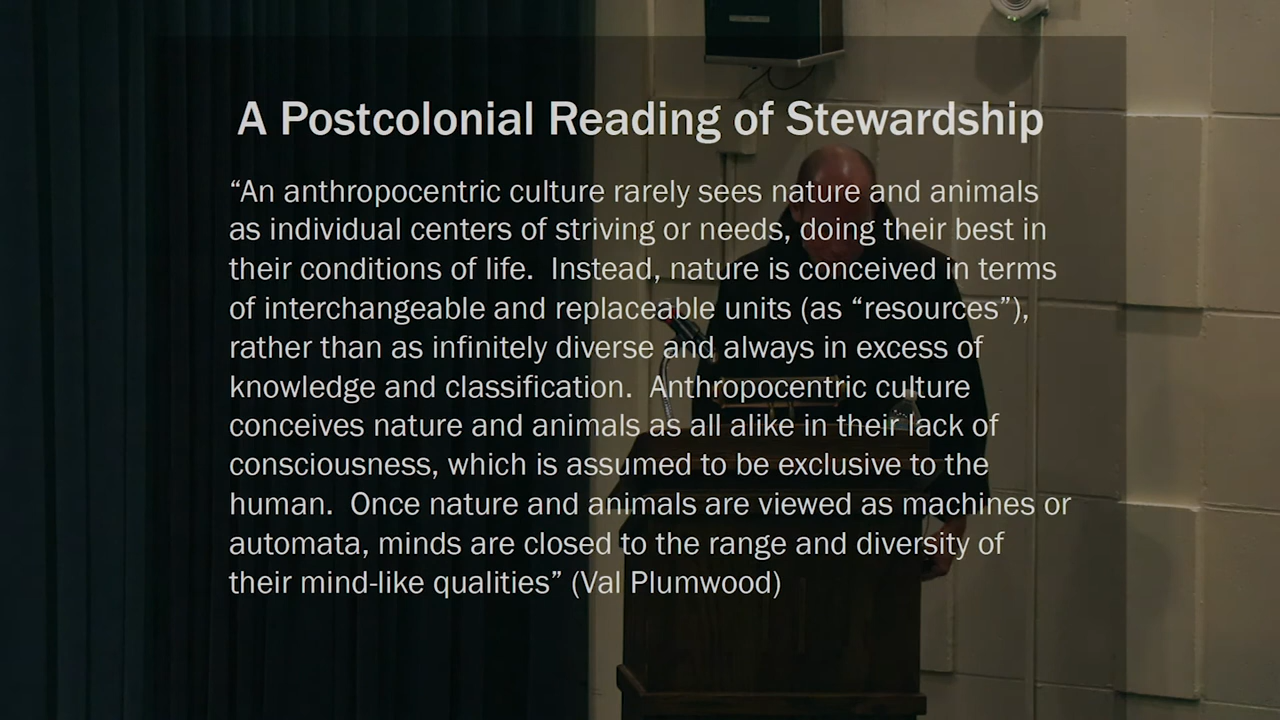 A Postcolonial Reading of Stewardship
“An anthropocentric culture rarely sees nature and animals
as individual centers of striving or needs, doing their best in
their conditions of life.  Instead, nature is conceived in terms
of interchangeable and replaceable units (as “resources”),
rather than as infinitely diverse and always in excess of
knowledge and classification.  Anthropocentric culture
conceives nature and animals as all alike in their lack of
consciousness, which is assumed to be exclusive to the
human.  Once nature and animals are viewed as machines or
automata, minds are closed to the range and diversity of
their mind-like qualities” (Val Plumwood)